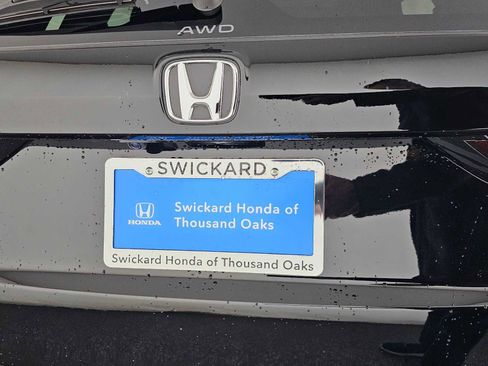 AWD
SWICKARD
Swickard Honda of
Thousand Oaks
HONDA
Swickard Honda of Thousand Oaks